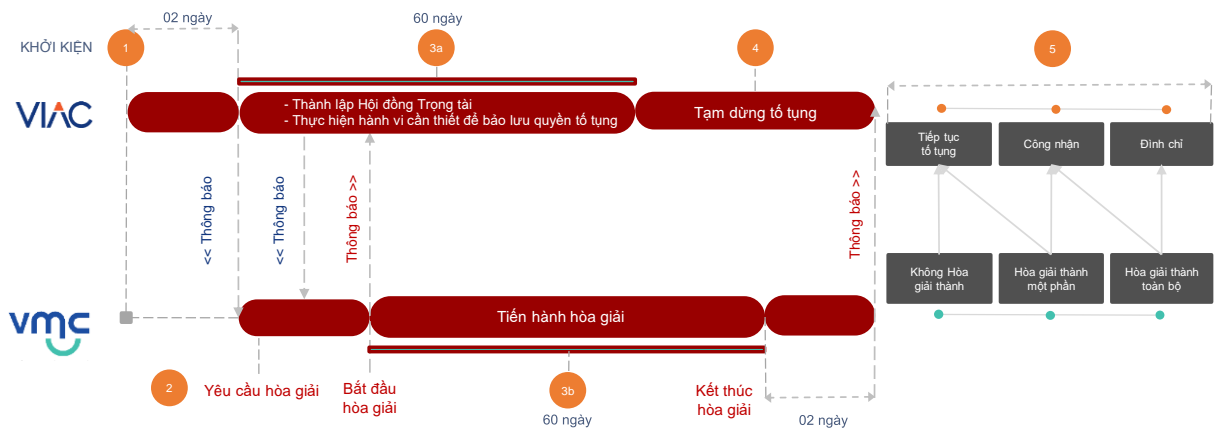 02 ngày
60 ngày
KHỞI KIỆN
1
3a
4
5
VIAC
- Thành lập Hội đồng Trọng tài
- Thực hiện hành vi cần thiết để bảo lưu quyền tố tụng
Tạm dừng tố tụng
Tiếp tục
tố tụng
Công nhận
Đình chỉ
<< Thông báo
<< Thông báo
Thông báo >>
Thông báo >>
Không Hòa
giải thành
Hòa giải thành
một phần
Hòa giải thành
toàn bộ
vmc
Tiến hành hòa giải
2
Yêu cầu hòa giải
Bắt đầu
hòa giải
3b
60 ngày
Kết thúc
hòa giải
02 ngày